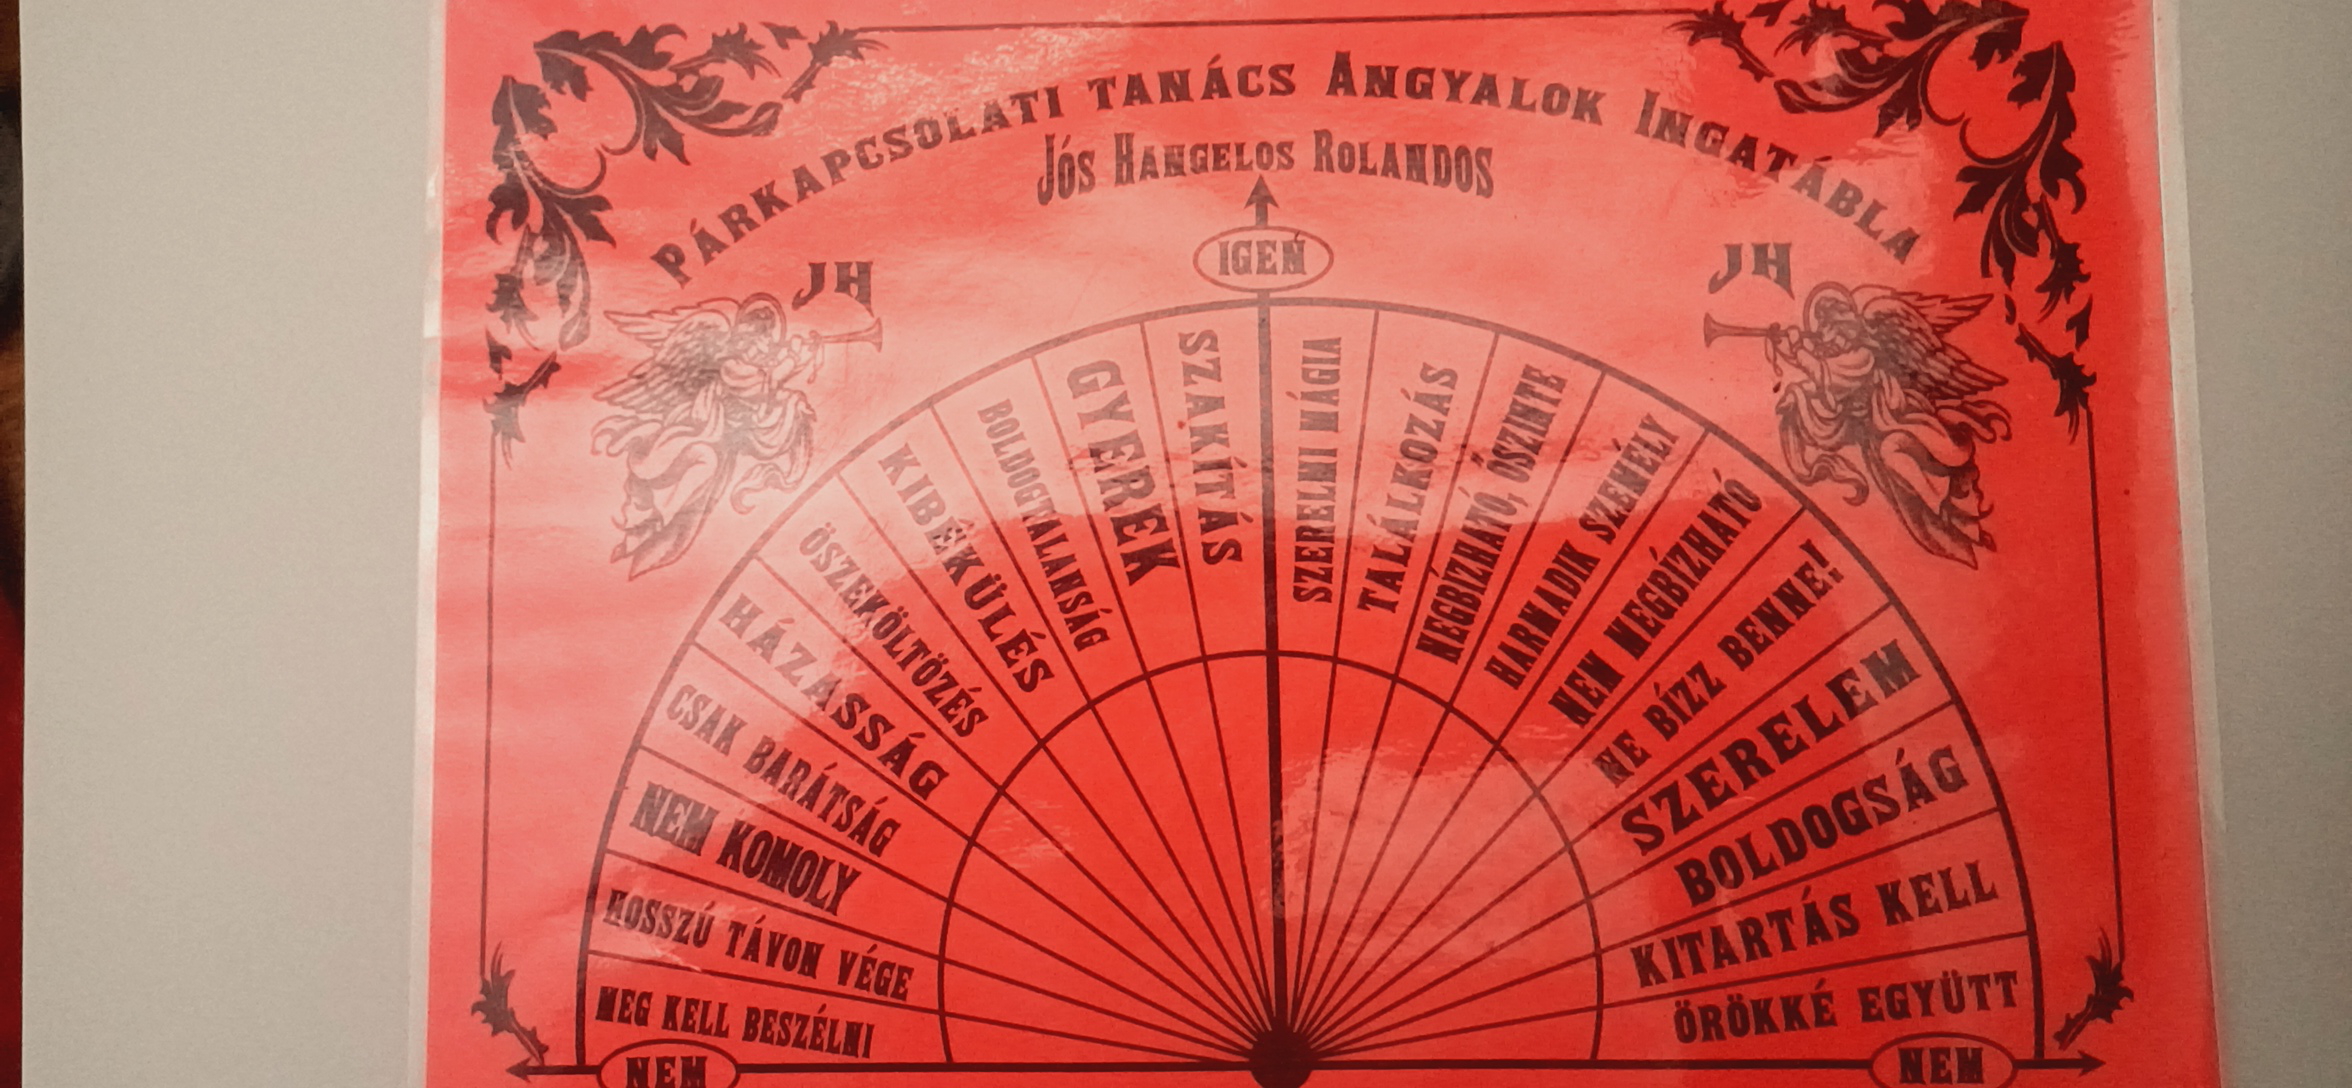 PÁRKAPCSOLATI TANÁCS ANGYALOK INGATÁBLA
JÓS HANGELOS ROLANDOS
JH
JH
IGEN
MEG KELL BESZÉLNI
HOSSZÚ TÁVON VÉGE
NEM KOMOLY
CSAK BARÁTSÁG
HÁZASSÁG
ÖSZEKÖLTÖZÉS
KIBÉKÜLÉS
BOLDOGTALANSÁG
GYEREK
SZAKÍTÁS
SZERELMI MÁGIA
TALÁLKOZÁS
MEGBÍZHATÓ, ŐSZINTE
HARMADIK SZEMÉLY
NEM MEGBÍZHATÓ
NE BÍZZ BENNE!
SZERELEM
BOLDOGSÁG
KITARTÁS KELL
ÖRÖKKÉ EGYÜTT
NEM
NEM